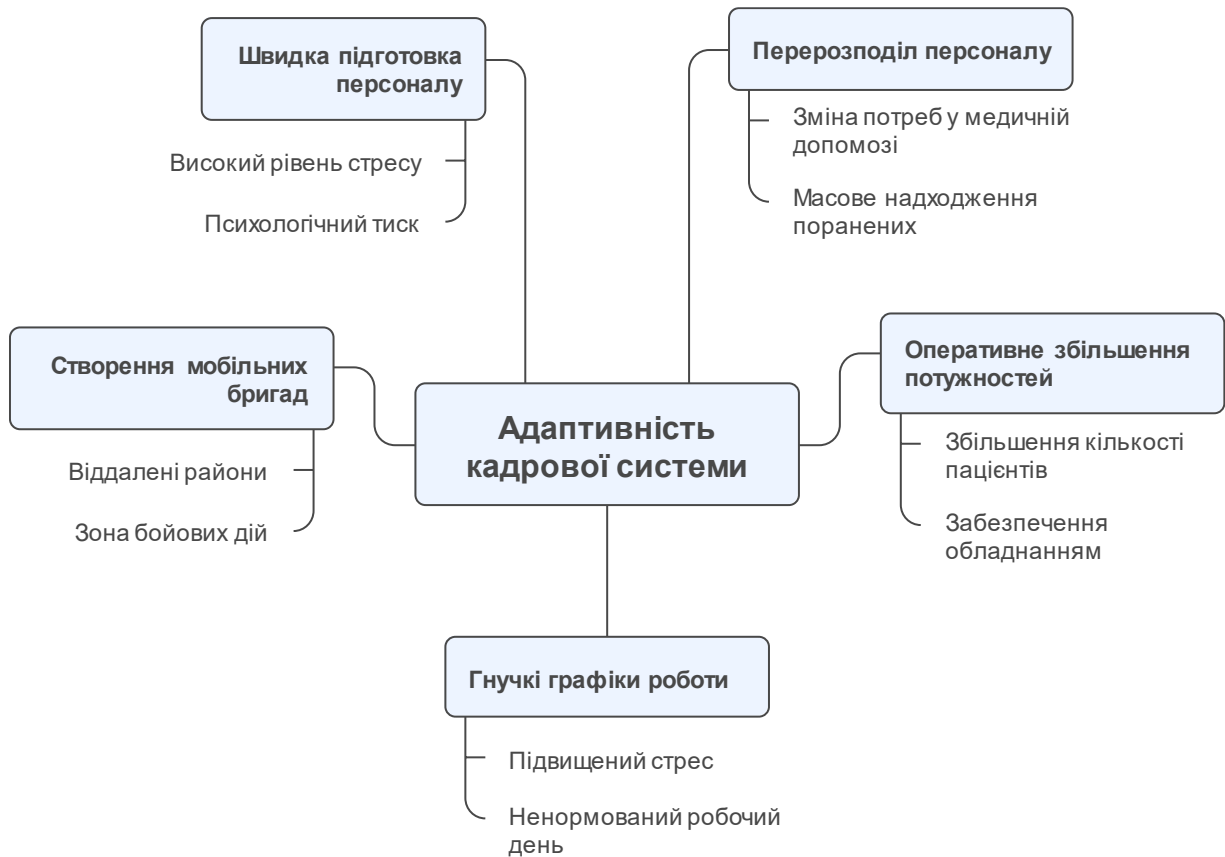 Швидка підготовка
персоналу
Високий рівень стресу
Психологічний тиск
Перерозподіл персоналу
Зміна потреб у медичній
допомозі
Масове надходження
поранених
Створення мобільних
бригад
Віддалені райони
Зона бойових дій
Адаптивність
кадрової системи
Оперативне збільшення
потужностей
Збільшення кількості
пацієнтів
Забезпечення
обладнанням
Гнучкі графіки роботи
Підвищений стрес
Ненормований робочий
день